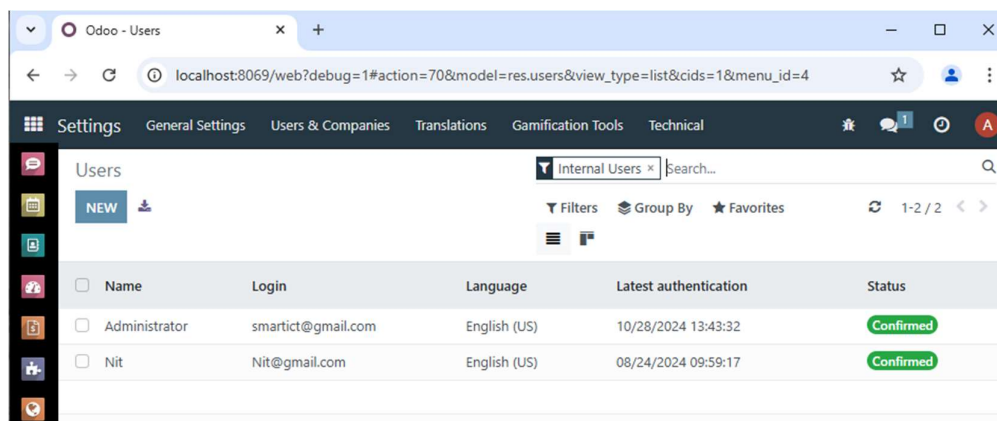 Odoo - Users
localhost:8069/web?debug=1#action=70&model=res.users&view_type=list&cids=1&menu_id=4
Settings General Settings Users & Companies Translations Gamification Tools Technical 1 A
Users Internal Users × Search...
NEW Filters Group By Favorites 1-2 / 2
Name Login Language Latest authentication Status
Administrator smartict@gmail.com English (US) 10/28/2024 13:43:32 Confirmed
Nit Nit@gmail.com English (US) 08/24/2024 09:59:17 Confirmed